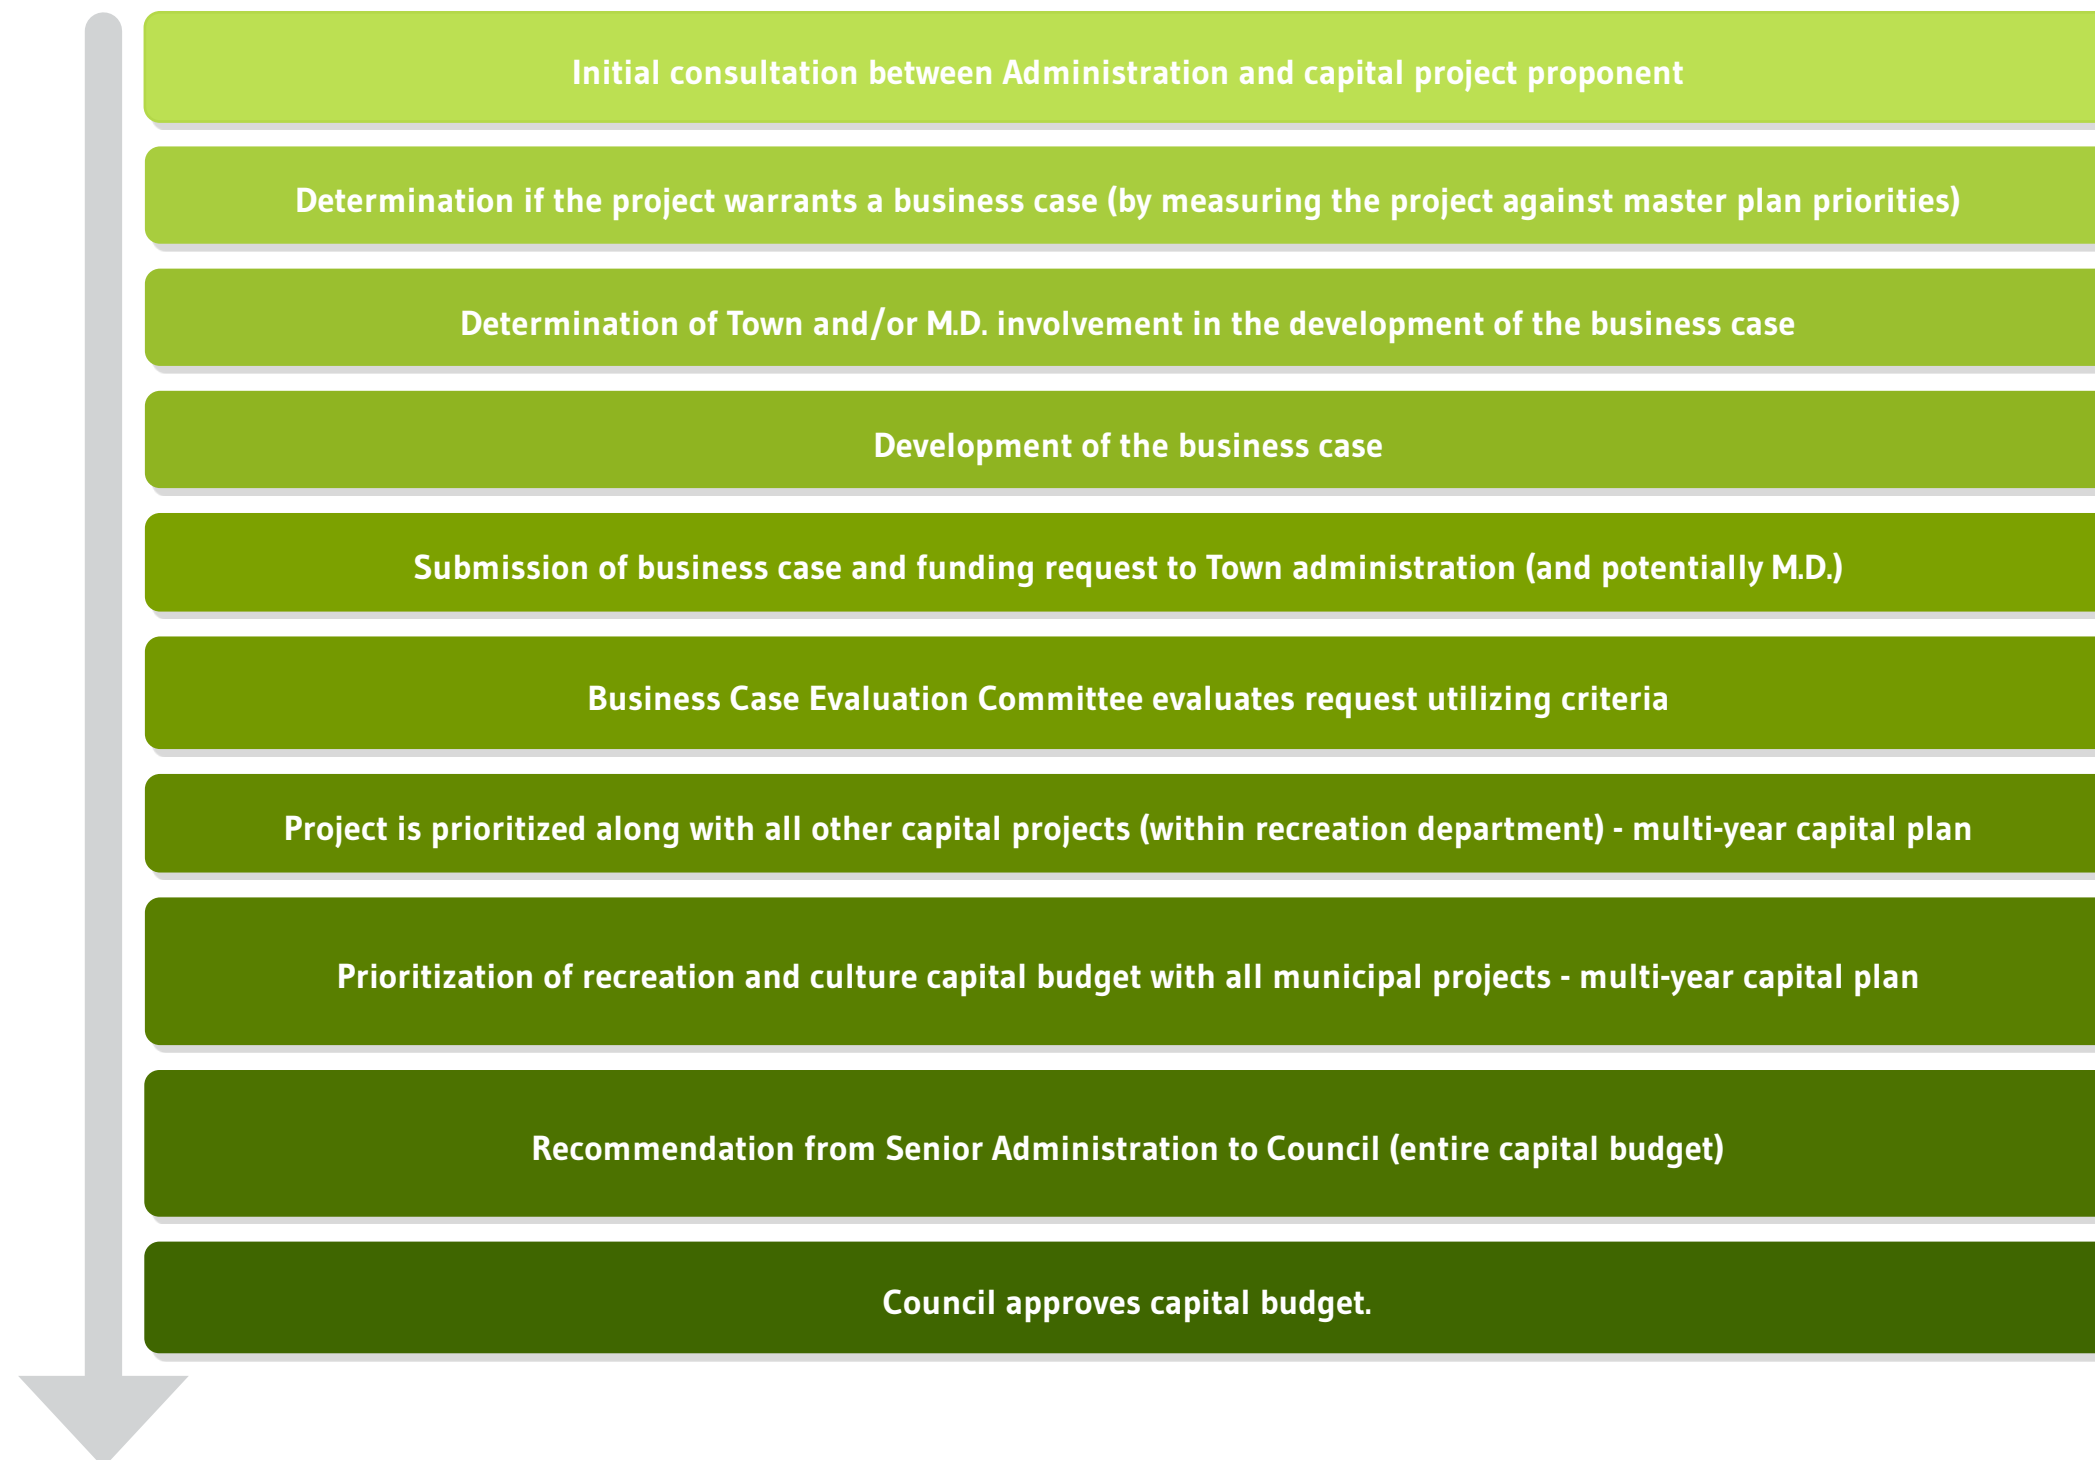 Initial consultation between Administration and capital project proponent
Determination if the project warrants a business case (by measuring the project against master plan priorities)
Determination of Town and/or M.D. involvement in the development of the business case
Development of the business case
Submission of business case and funding request to Town administration (and potentially M.D.)
Business Case Evaluation Committee evaluates request utilizing criteria
Project is prioritized along with all other capital projects (within recreation department) - multi-year capital plan
Prioritization of recreation and culture capital budget with all municipal projects - multi-year capital plan
Recommendation from Senior Administration to Council (entire capital budget)
Council approves capital budget.